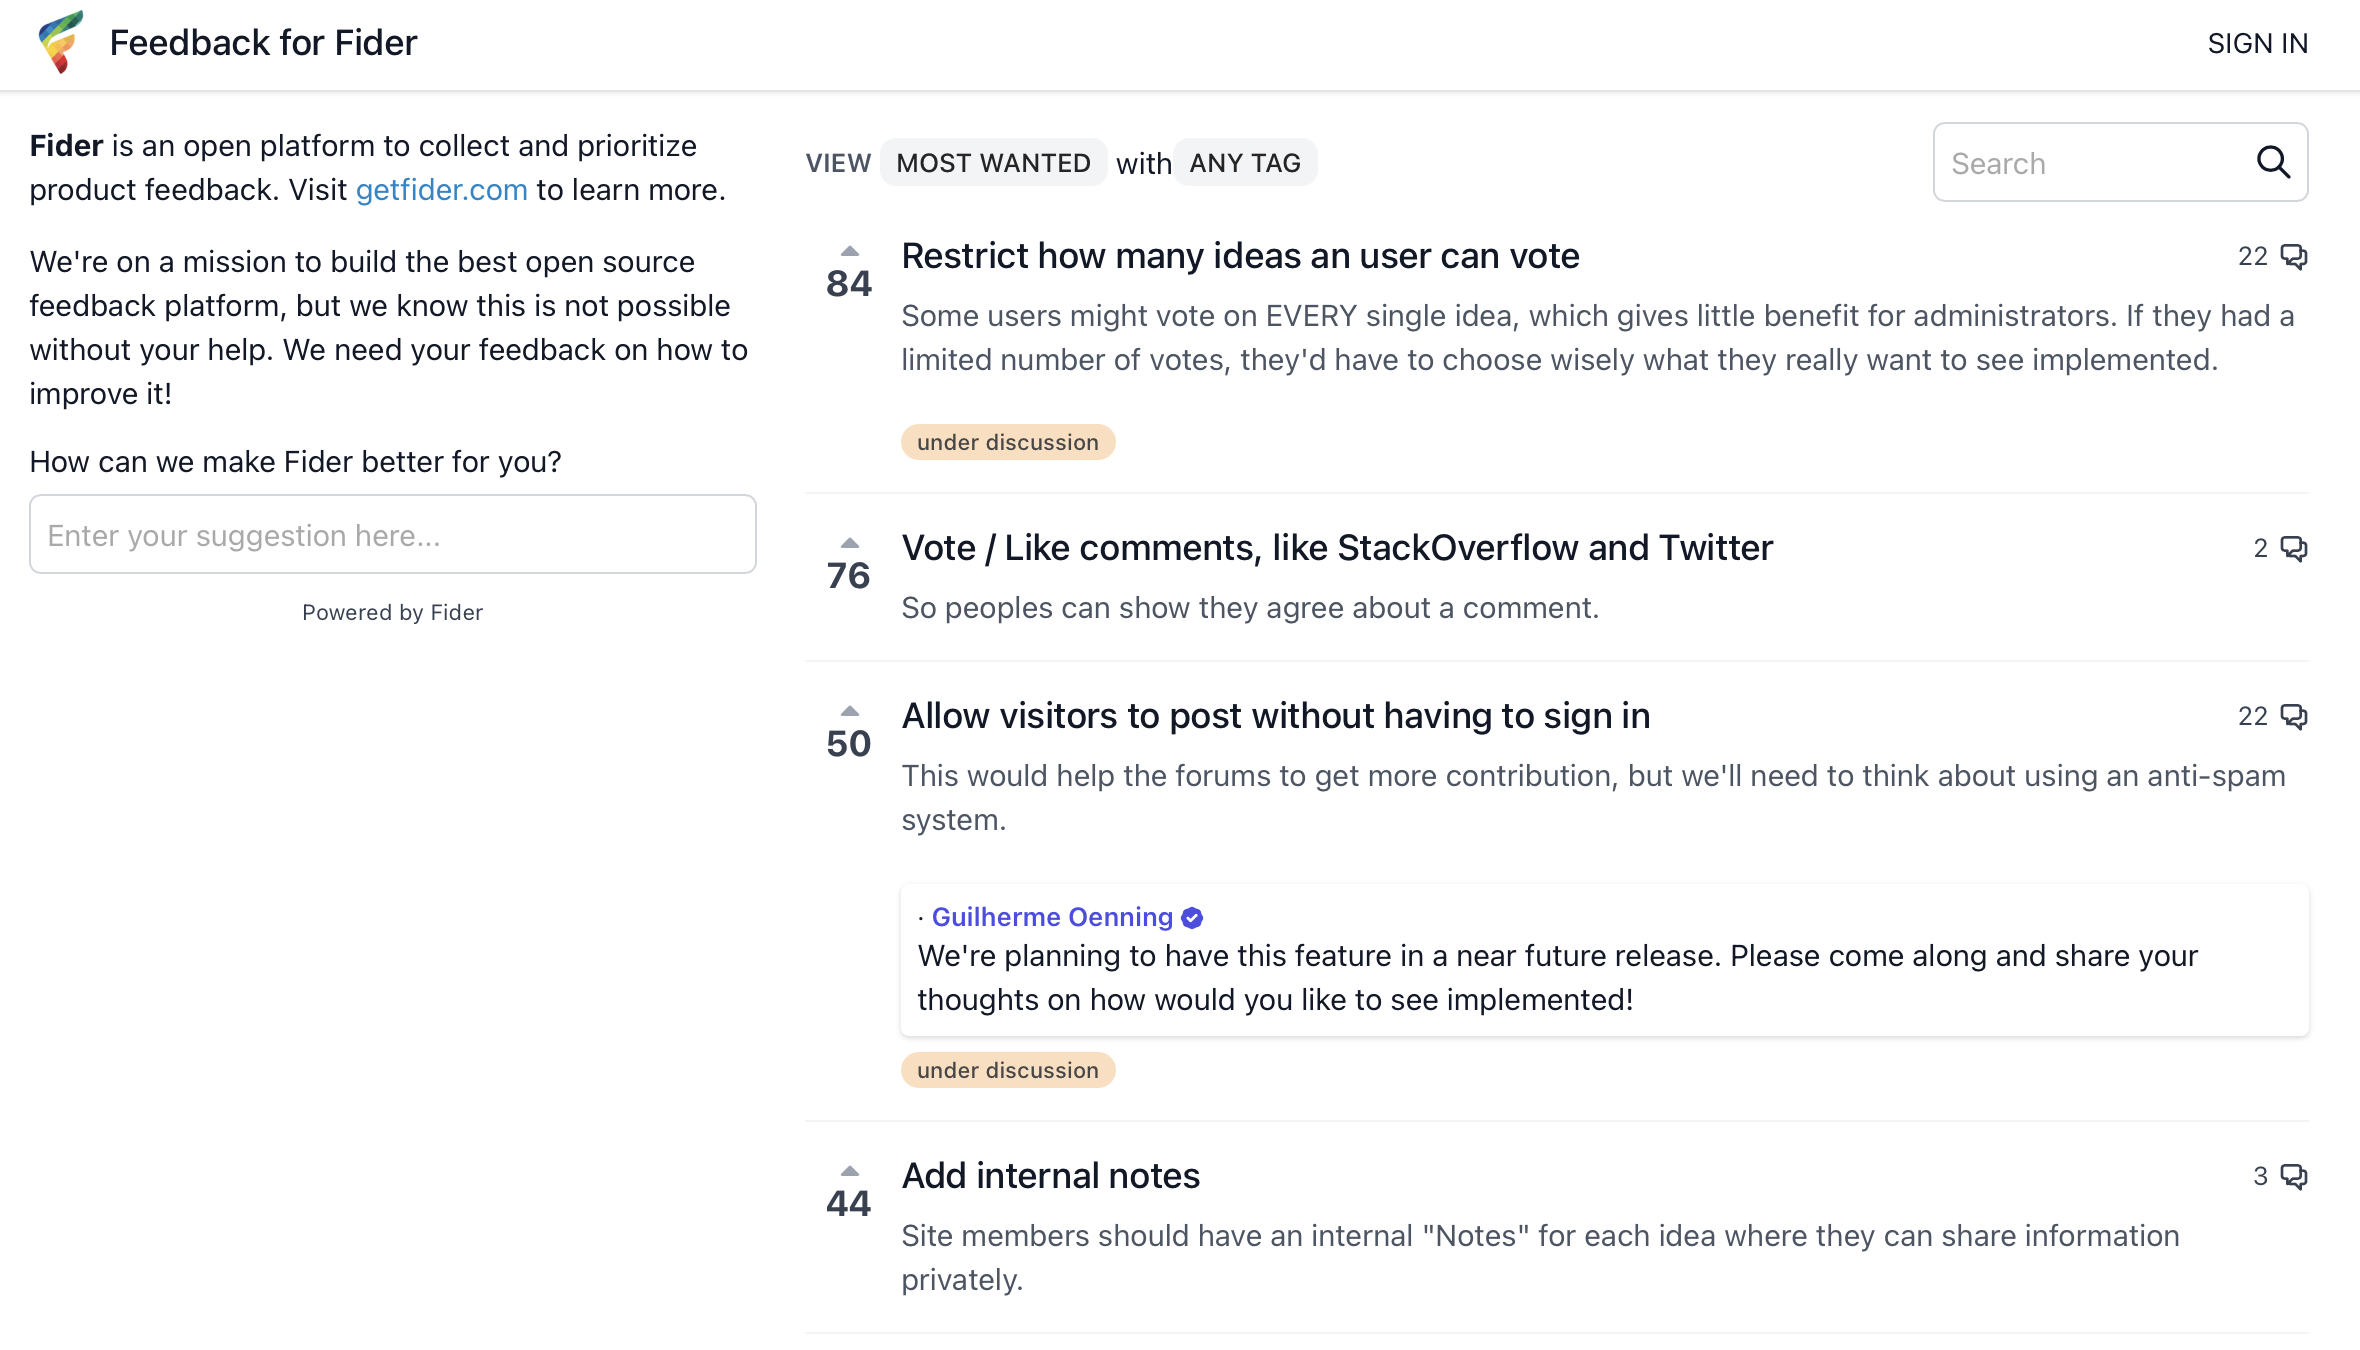 Feedback for Fider
SIGN IN
Fider is an open platform to collect and prioritize
product feedback. Visit getfider.com to learn more.
We're on a mission to build the best open source
feedback platform, but we know this is not possible
without your help. We need your feedback on how to
improve it!
How can we make Fider better for you?
Enter your suggestion here...
Powered by Fider
VIEW MOST WANTED with ANY TAG
Search
84
Restrict how many ideas an user can vote
22
Some users might vote on EVERY single idea, which gives little benefit for administrators. If they had a
limited number of votes, they'd have to choose wisely what they really want to see implemented.
under discussion
76
Vote / Like comments, like StackOverflow and Twitter
2
So peoples can show they agree about a comment.
50
Allow visitors to post without having to sign in
22
This would help the forums to get more contribution, but we'll need to think about using an anti-spam
system.
· Guilherme Oenning
We're planning to have this feature in a near future release. Please come along and share your
thoughts on how would you like to see implemented!
under discussion
44
Add internal notes
3
Site members should have an internal "Notes" for each idea where they can share information
privately.